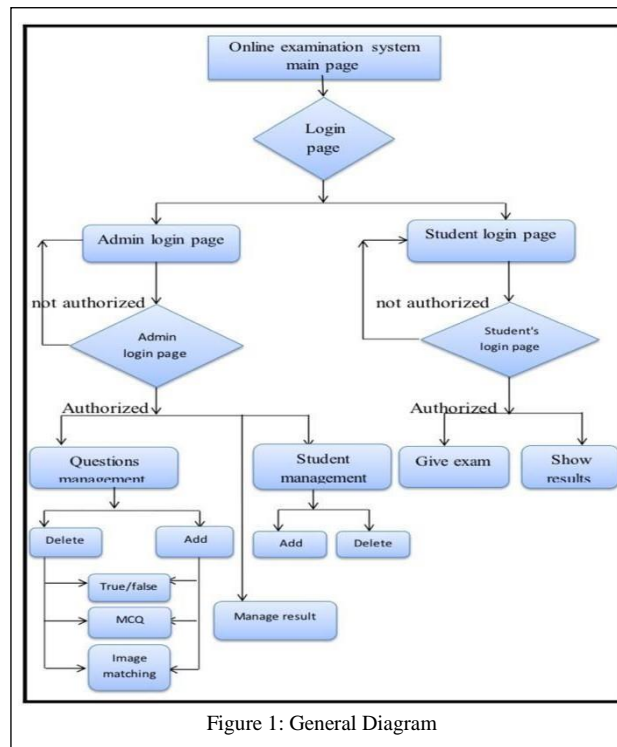 Online examination system
main page
Login
page
Admin login page
Student login page
not authorized
not authorized
Admin
login page
Student's
login page
Authorized
Authorized
Questions
management
Student
management
Give exam
Show
results
Delete
Add
Add
Delete
True/false
MCQ
Manage result
Image
matching
Figure 1: General Diagram